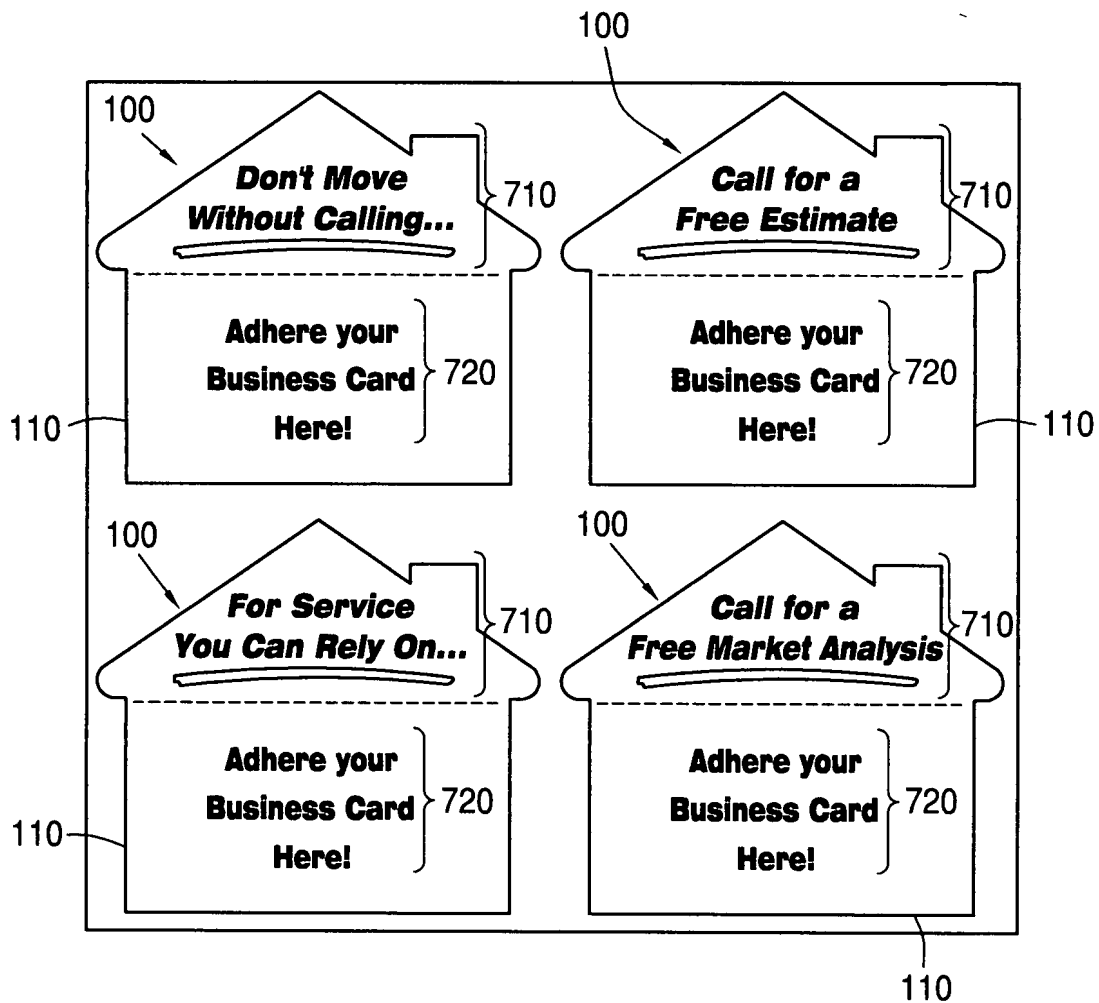 100
100
Don't Move
Without Calling...
710
Call for a
Free Estimate
710
Adhere your
Business Card
Here!
720
110
Adhere your
Business Card
Here!
720
110
100
100
For Service
You Can Rely On...
710
Call for a
Free Market Analysis
710
Adhere your
Business Card
Here!
720
110
Adhere your
Business Card
Here!
720
110